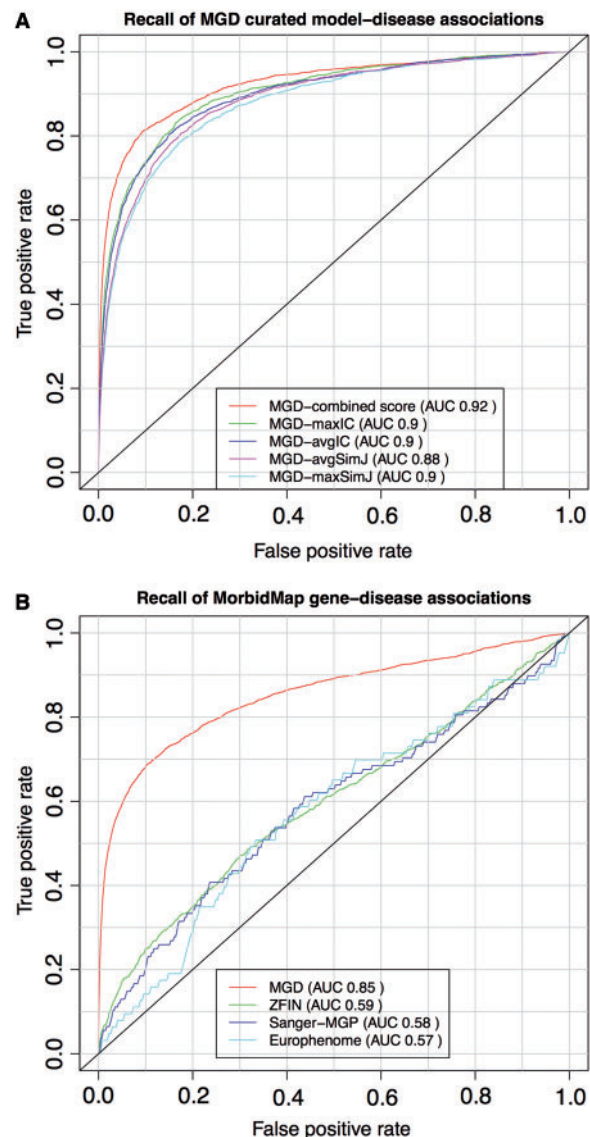 A
Recall of MGD curated model–disease associations
True positive rate
1.0
0.8
0.6
0.4
0.2
0.0
MGD–combined score (AUC 0.92 )
MGD–maxIC (AUC 0.9 )
MGD–avgIC (AUC 0.9 )
MGD–avgSimJ (AUC 0.88 )
MGD–maxSimJ (AUC 0.9 )
0.0 0.2 0.4 0.6 0.8 1.0
False positive rate
B
Recall of MorbidMap gene–disease associations
True positive rate
1.0
0.8
0.6
0.4
0.2
0.0
MGD (AUC 0.85 )
ZFIN (AUC 0.59 )
Sanger–MGP (AUC 0.58 )
Europhenome (AUC 0.57 )
0.0 0.2 0.4 0.6 0.8 1.0
False positive rate